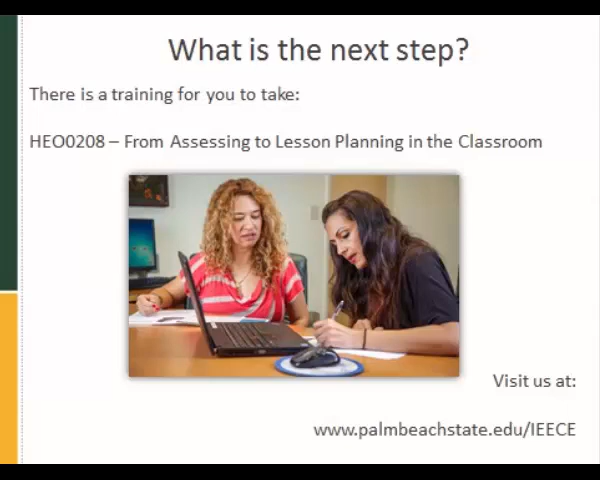 What is the next step?
There is a training for you to take:
HEO0208 – From Assessing to Lesson Planning in the Classroom
Visit us at:
www.palmbeachstate.edu/IEECE